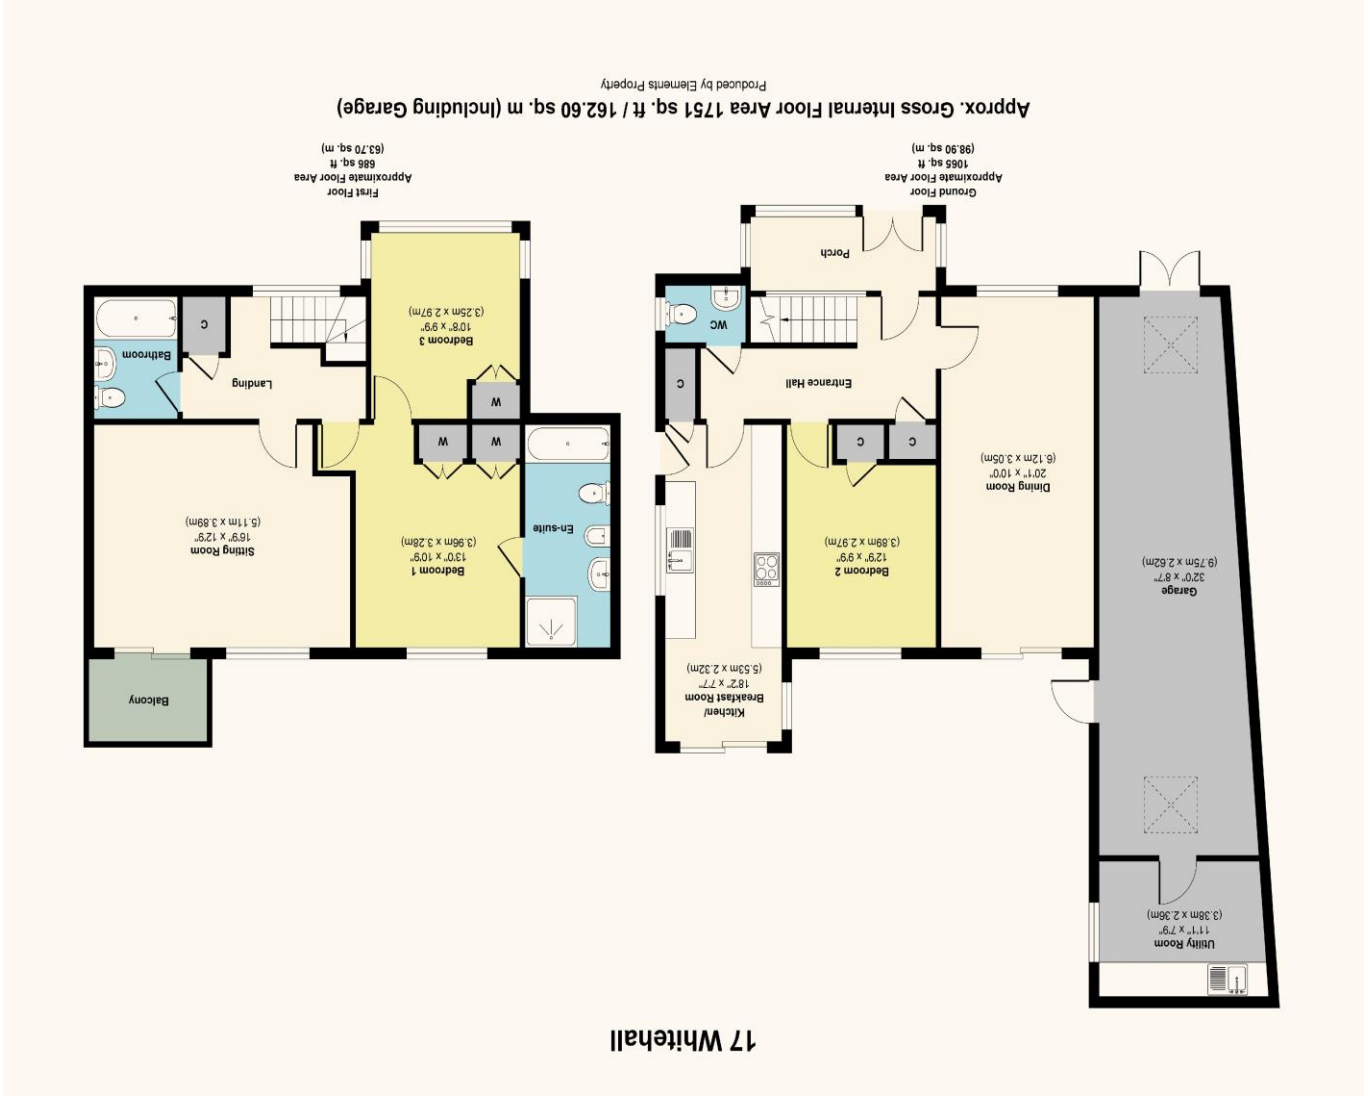 17 Whitehall
Utility Room
11'1" x 7'9"
(3.38m x 2.36m)
Garage
32'0" x 8'7"
(9.75m x 2.62m)
Dining Room
20'1" x 10'0"
(6.12m x 3.05m)
Kitchen/
Breakfast Room
18'2" x 7'7"
(5.53m x 2.32m)
Bedroom 2
12'9" x 9'9"
(3.89m x 2.97m)
C
C
C
Entrance Hall
WC
Porch
Ground Floor
Approximate Floor Area
1065 sq. ft
(98.90 sq. m)
Balcony
Sitting Room
16'9" x 12'9"
(5.11m x 3.89m)
Bedroom 1
13'0" x 10'9"
(3.96m x 3.28m)
En-suite
W
W
W
Landing
Bathroom
C
Bedroom 3
10'8" x 9'9"
(3.25m x 2.97m)
First Floor
Approximate Floor Area
686 sq. ft
(63.70 sq. m)
Approx. Gross Internal Floor Area 1751 sq. ft / 162.60 sq. m (Including Garage)
Produced by Elements Property